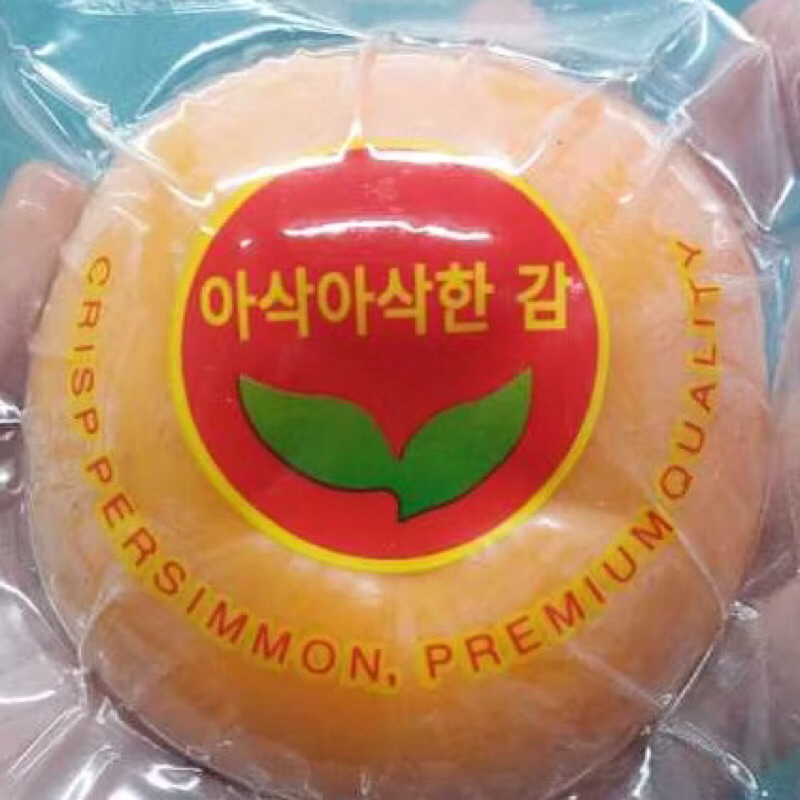 아삭아삭한 감
CRISP PERSIMMON, PREMIUM QUALITY